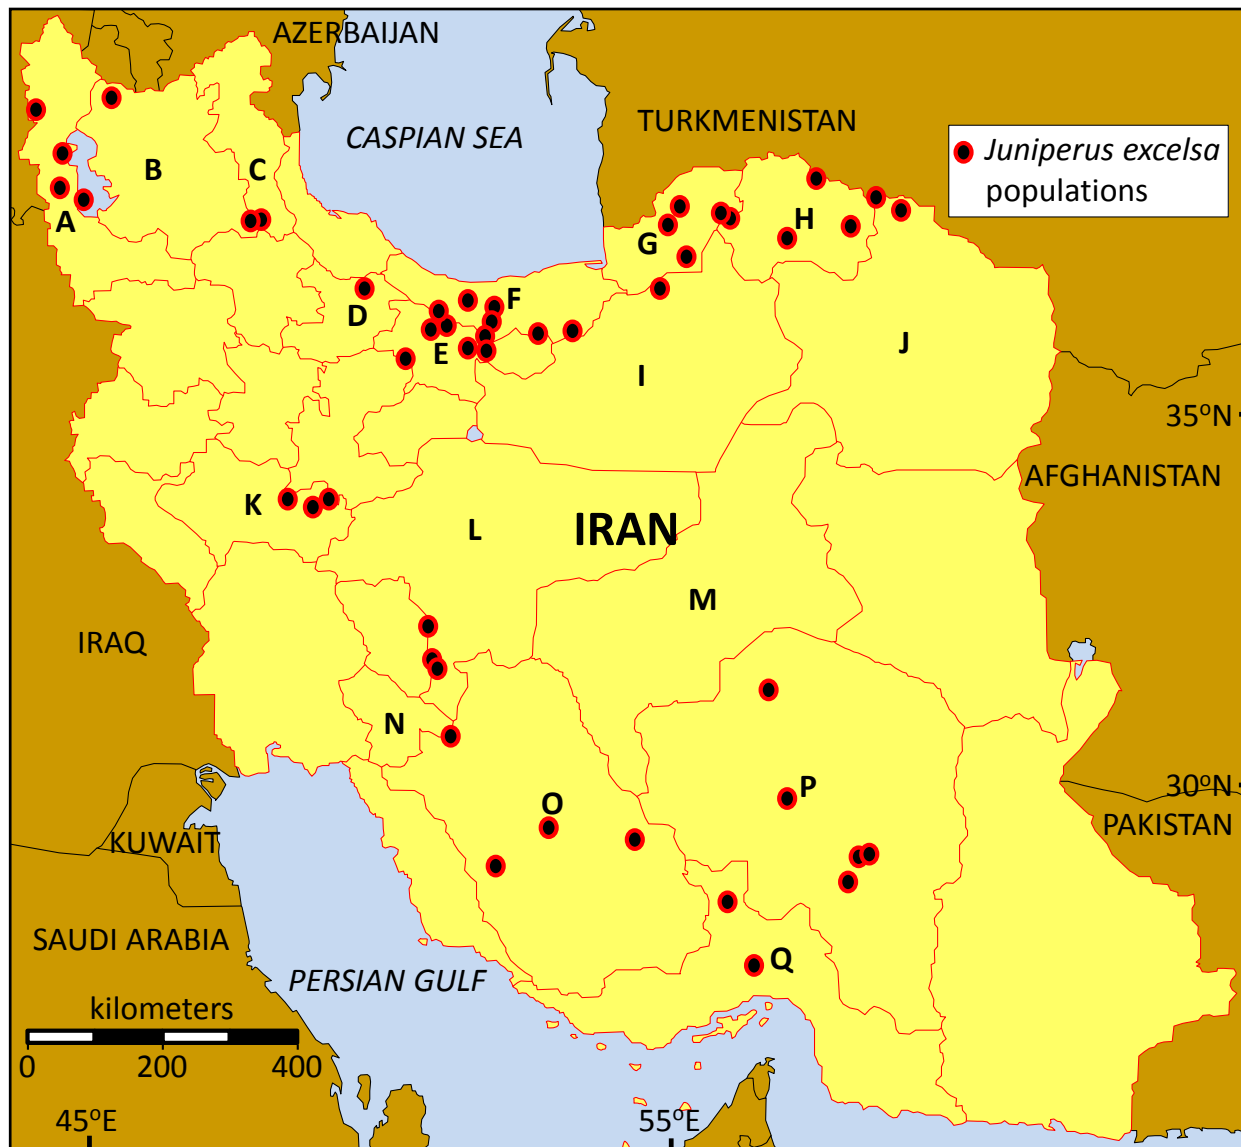 AZERBAIJAN
CASPIAN SEA
TURKMENISTAN
Juniperus excelsa
populations
A
B
C
D
E
F
G
H
I
J
35°N
AFGHANISTAN
K
L
IRAN
M
IRAQ
N
30°N
O
P
PAKISTAN
KUWAIT
SAUDI ARABIA
PERSIAN GULF
Q
kilometers
0 200 400
45°E
55°E